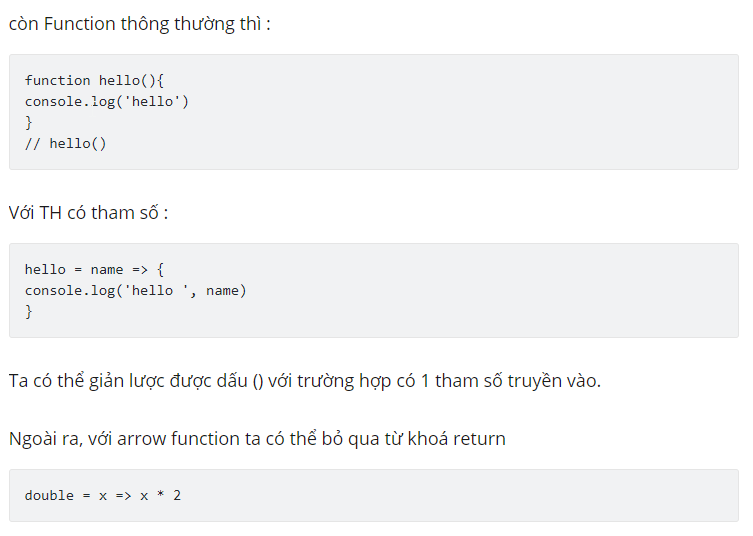 còn Function thông thường thì :
function hello(){
console.log('hello')
}
// hello()
Với TH có tham số :
hello = name => {
console.log('hello ', name)
}
Ta có thể giản lược được dấu () với trường hợp có 1 tham số truyền vào.
Ngoài ra, với arrow function ta có thể bỏ qua từ khoá return
double = x => x * 2